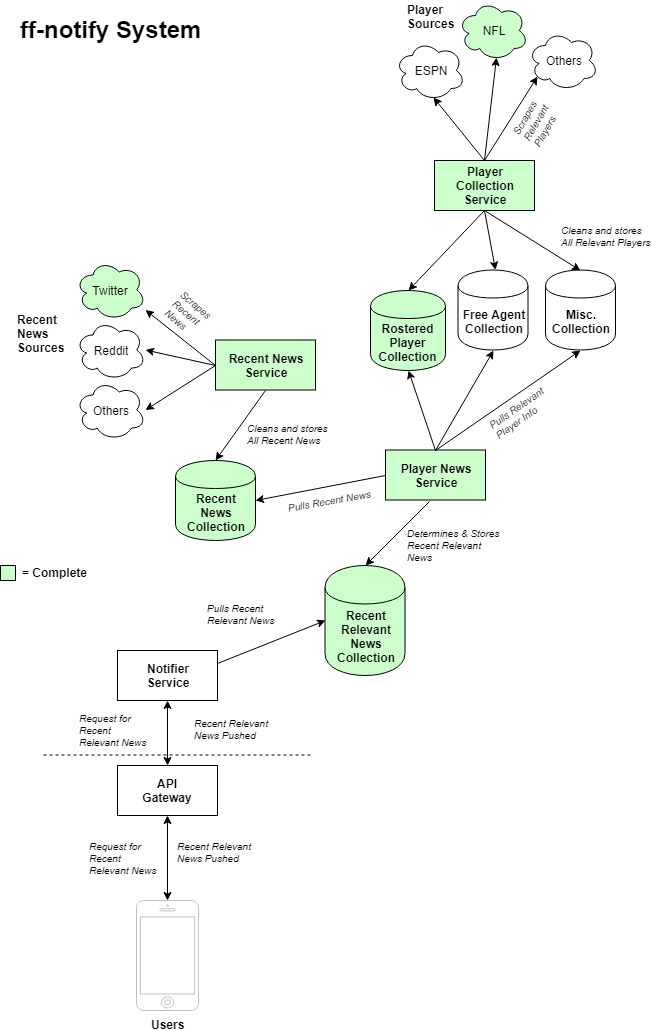 ff-notify System
Player
Sources
NFL
ESPN
Others
Scrapes
Relevant
Players
Player
Collection
Service
Cleans and stores
All Relevant Players
Rostered
Player
Collection
Free Agent
Collection
Misc.
Collection
Recent
News
Sources
Twitter
Reddit
Others
Scrapes
Recent
News
Recent News
Service
Cleans and stores
All Recent News
Pulls Relevant
Player Info
Player News
Service
Recent
News
Collection
Pulls Recent News
Determines & Stores
Recent Relevant
News
= Complete
Recent
Relevant
News
Collection
Pulls Recent
Relevant News
Notifier
Service
Request for
Recent
Relevant News
Recent Relevant
News Pushed
API
Gateway
Request for
Recent
Relevant News
Recent Relevant
News Pushed
Users